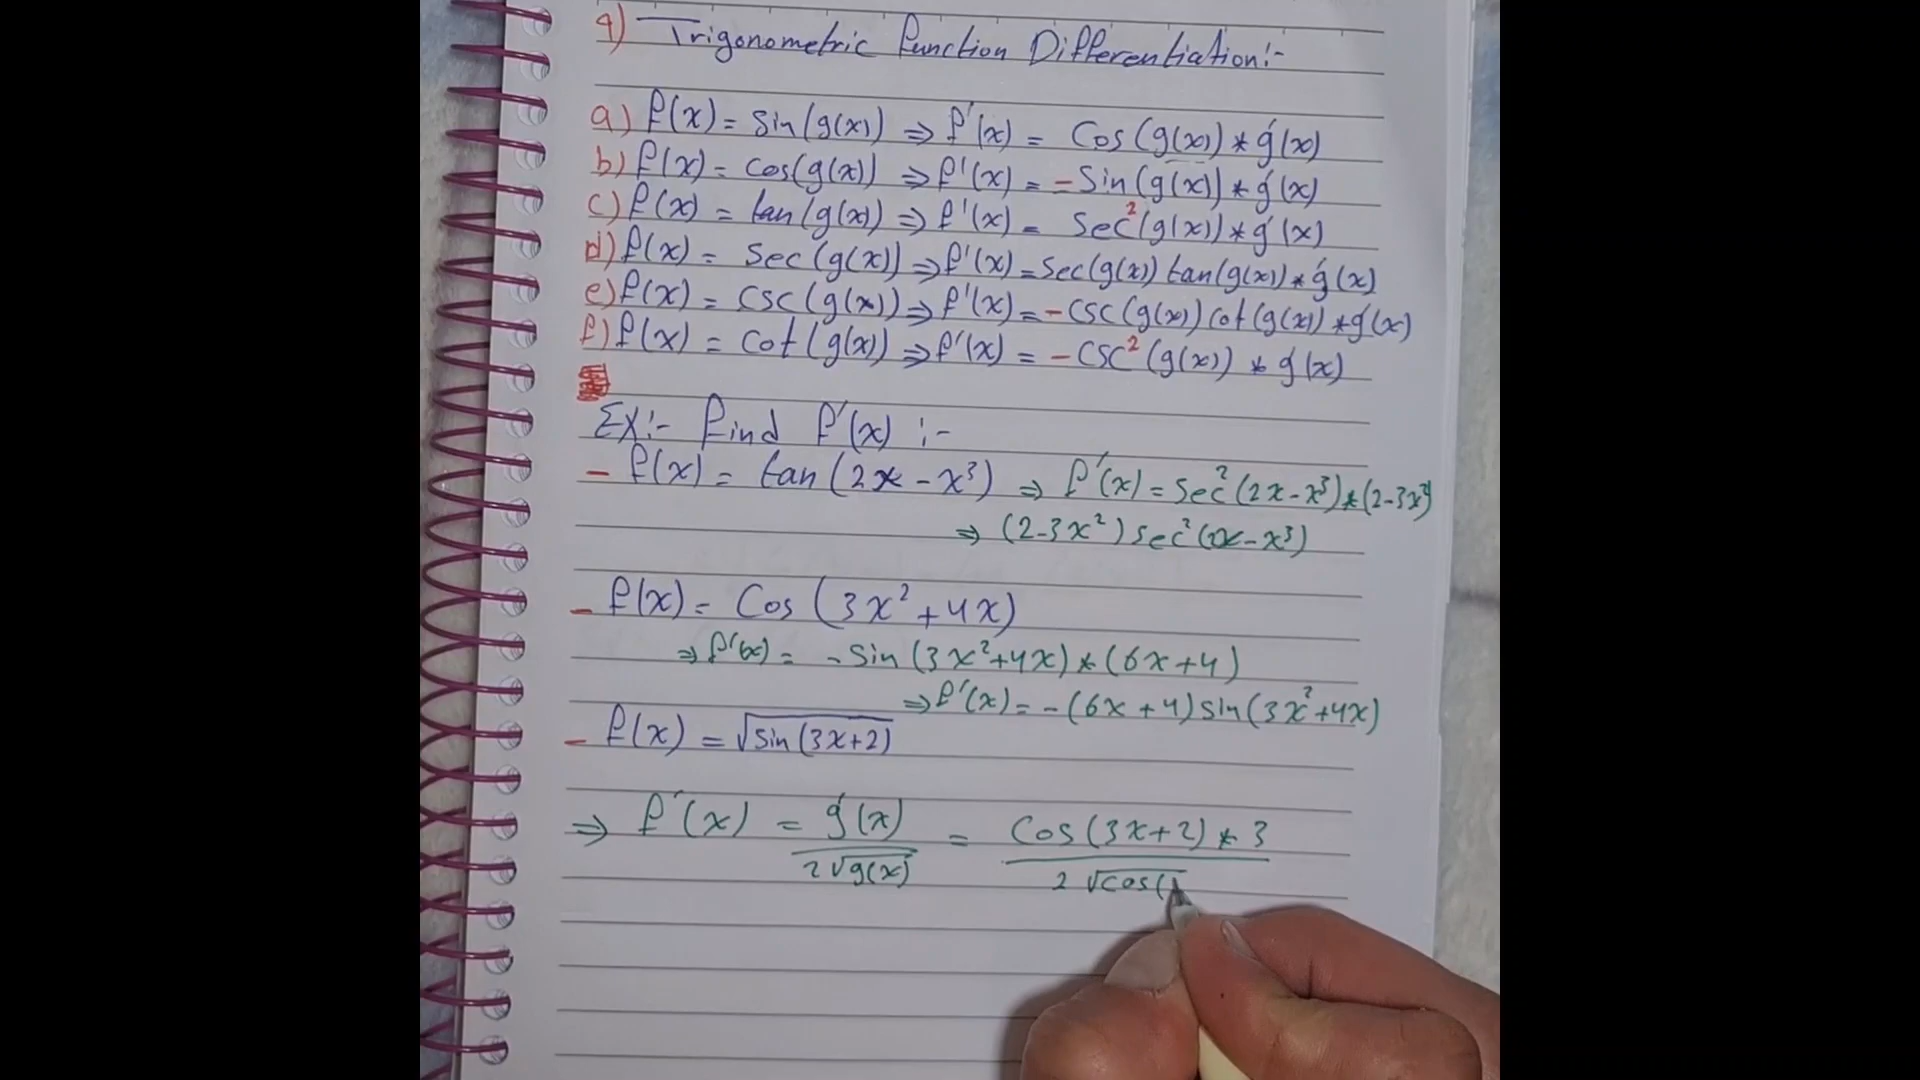 9) Trigonometric Function Differentiation:-
a) f(x) = Sin(g(x)) ⇒ f'(x) = Cos(g(x)) * g'(x)
b) f(x) = cos(g(x)) ⇒ f'(x) = -Sin(g(x)) * g'(x)
c) f(x) = tan(g(x)) ⇒ f'(x) = Sec²(g(x)) * g'(x)
d) f(x) = Sec(g(x)) ⇒ f'(x) = Sec(g(x)) tan(g(x)) * g'(x)
e) f(x) = CSC(g(x)) ⇒ f'(x) = -CSC(g(x)) cot(g(x)) * g'(x)
f) f(x) = Cot(g(x)) ⇒ f'(x) = -CSC²(g(x)) * g'(x)
EX:- Find f'(x) :-
- f(x) = tan(2x - x³) ⇒ f'(x) = Sec²(2x-x³) * (2-3x²)
⇒ (2-3x²) sec²(2x-x³)
- f(x) = Cos(3x²+4x)
⇒ f'(x) = -Sin(3x²+4x) * (6x+4)
⇒ f'(x) = -(6x+4) sin(3x²+4x)
- f(x) = √sin(3x+2)
⇒ f'(x) = g'(x) = Cos(3x+2) * 3
2√g(x) 2√cos(